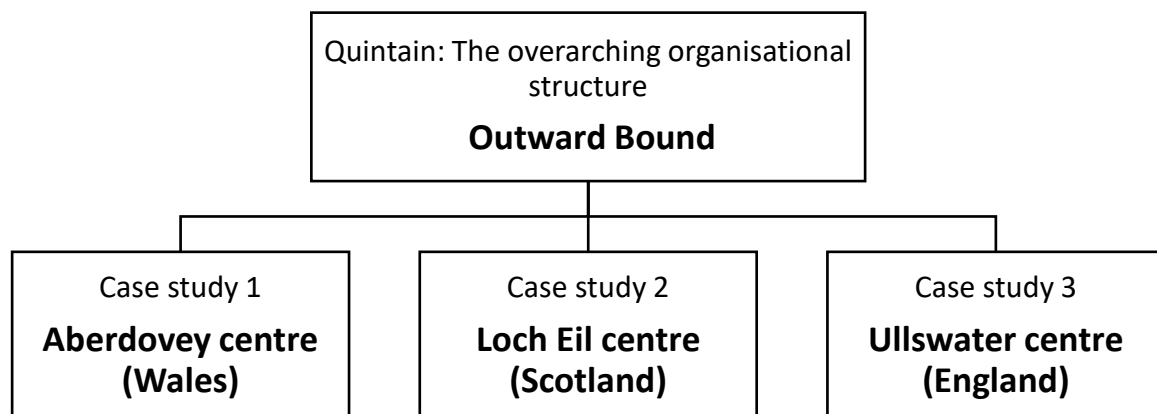 Quintain: The overarching organisational
structure
Outward Bound
Case study 1
Aberdovey centre
(Wales)
Case study 2
Loch Eil centre
(Scotland)
Case study 3
Ullswater centre
(England)